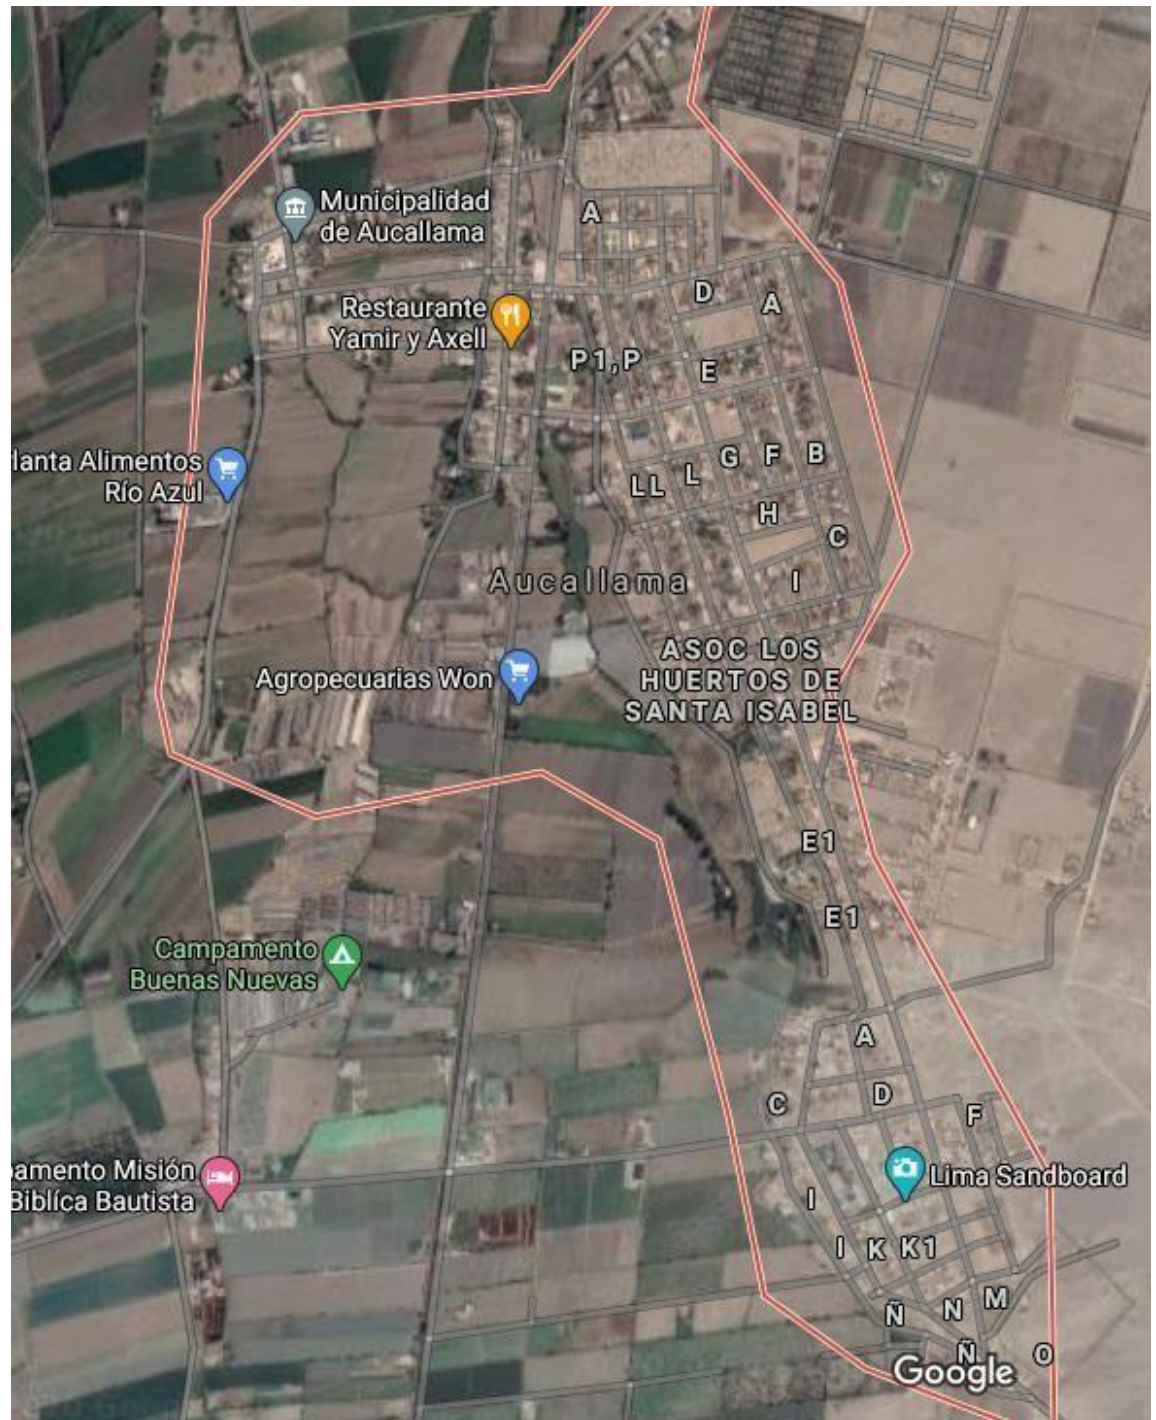 Municipalidad
de Aucallama
A
D
A
Restaurante
Yamir y Axell
P1,P
E
lanta Alimentos
Río Azul
G
F
B
L
LL
H
C
Aucallama
I
ASOC LOS
HUERTOS DE
SANTA ISABEL
Agropecuarias Won
E1
E1
Campamento
Buenas Nuevas
A
D
C
F
amento Misión
Biblíca Bautista
Lima Sandboard
I
I
K
K1
M
N
Ñ
Ñ
O
Google